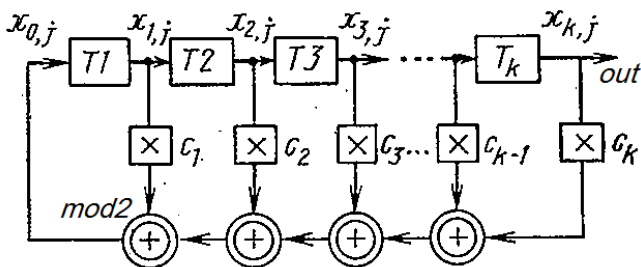 x₀,ⱼ x₁,ⱼ x₂,ⱼ x₃,ⱼ xₖ,ⱼ
T1 T2 T3 ... Tₖ out
× C₁ × C₂ × C₃... × Cₖ₋₁ × Cₖ
mod2
+ + + +